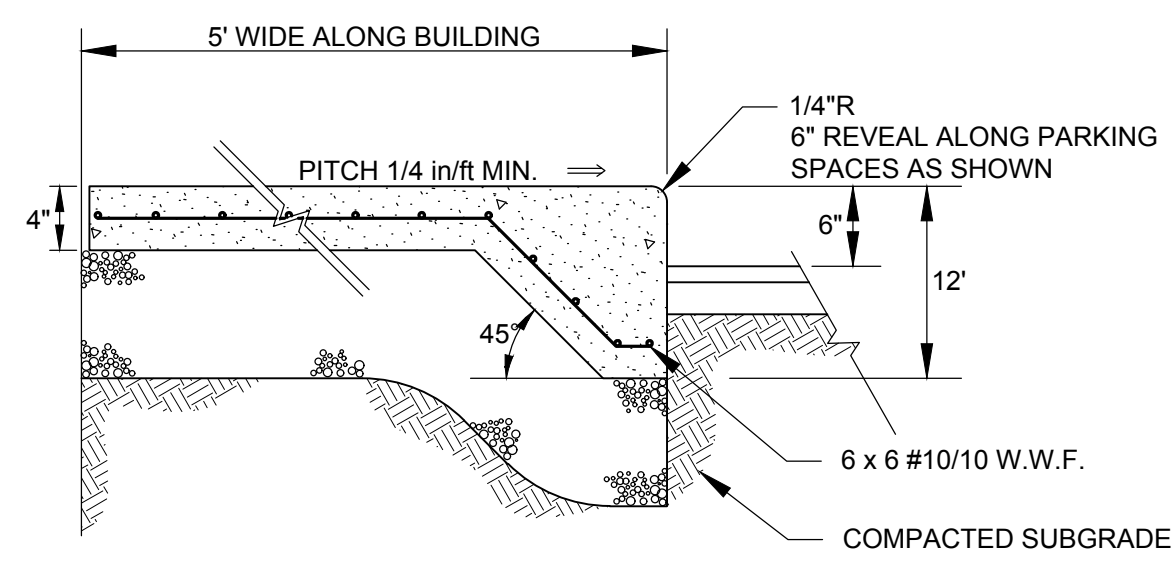 5' WIDE ALONG BUILDING
1/4"R
6" REVEAL ALONG PARKING
SPACES AS SHOWN
PITCH 1/4 in/ft MIN.
4"
6"
12'
45°
6 x 6 #10/10 W.W.F.
COMPACTED SUBGRADE